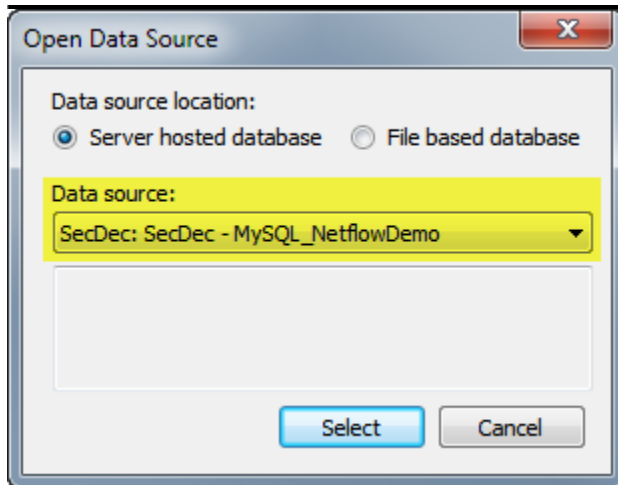 Open Data Source
Data source location:
Server hosted database File based database
Data source:
SecDec: SecDec - MySQL_NetflowDemo
Select Cancel